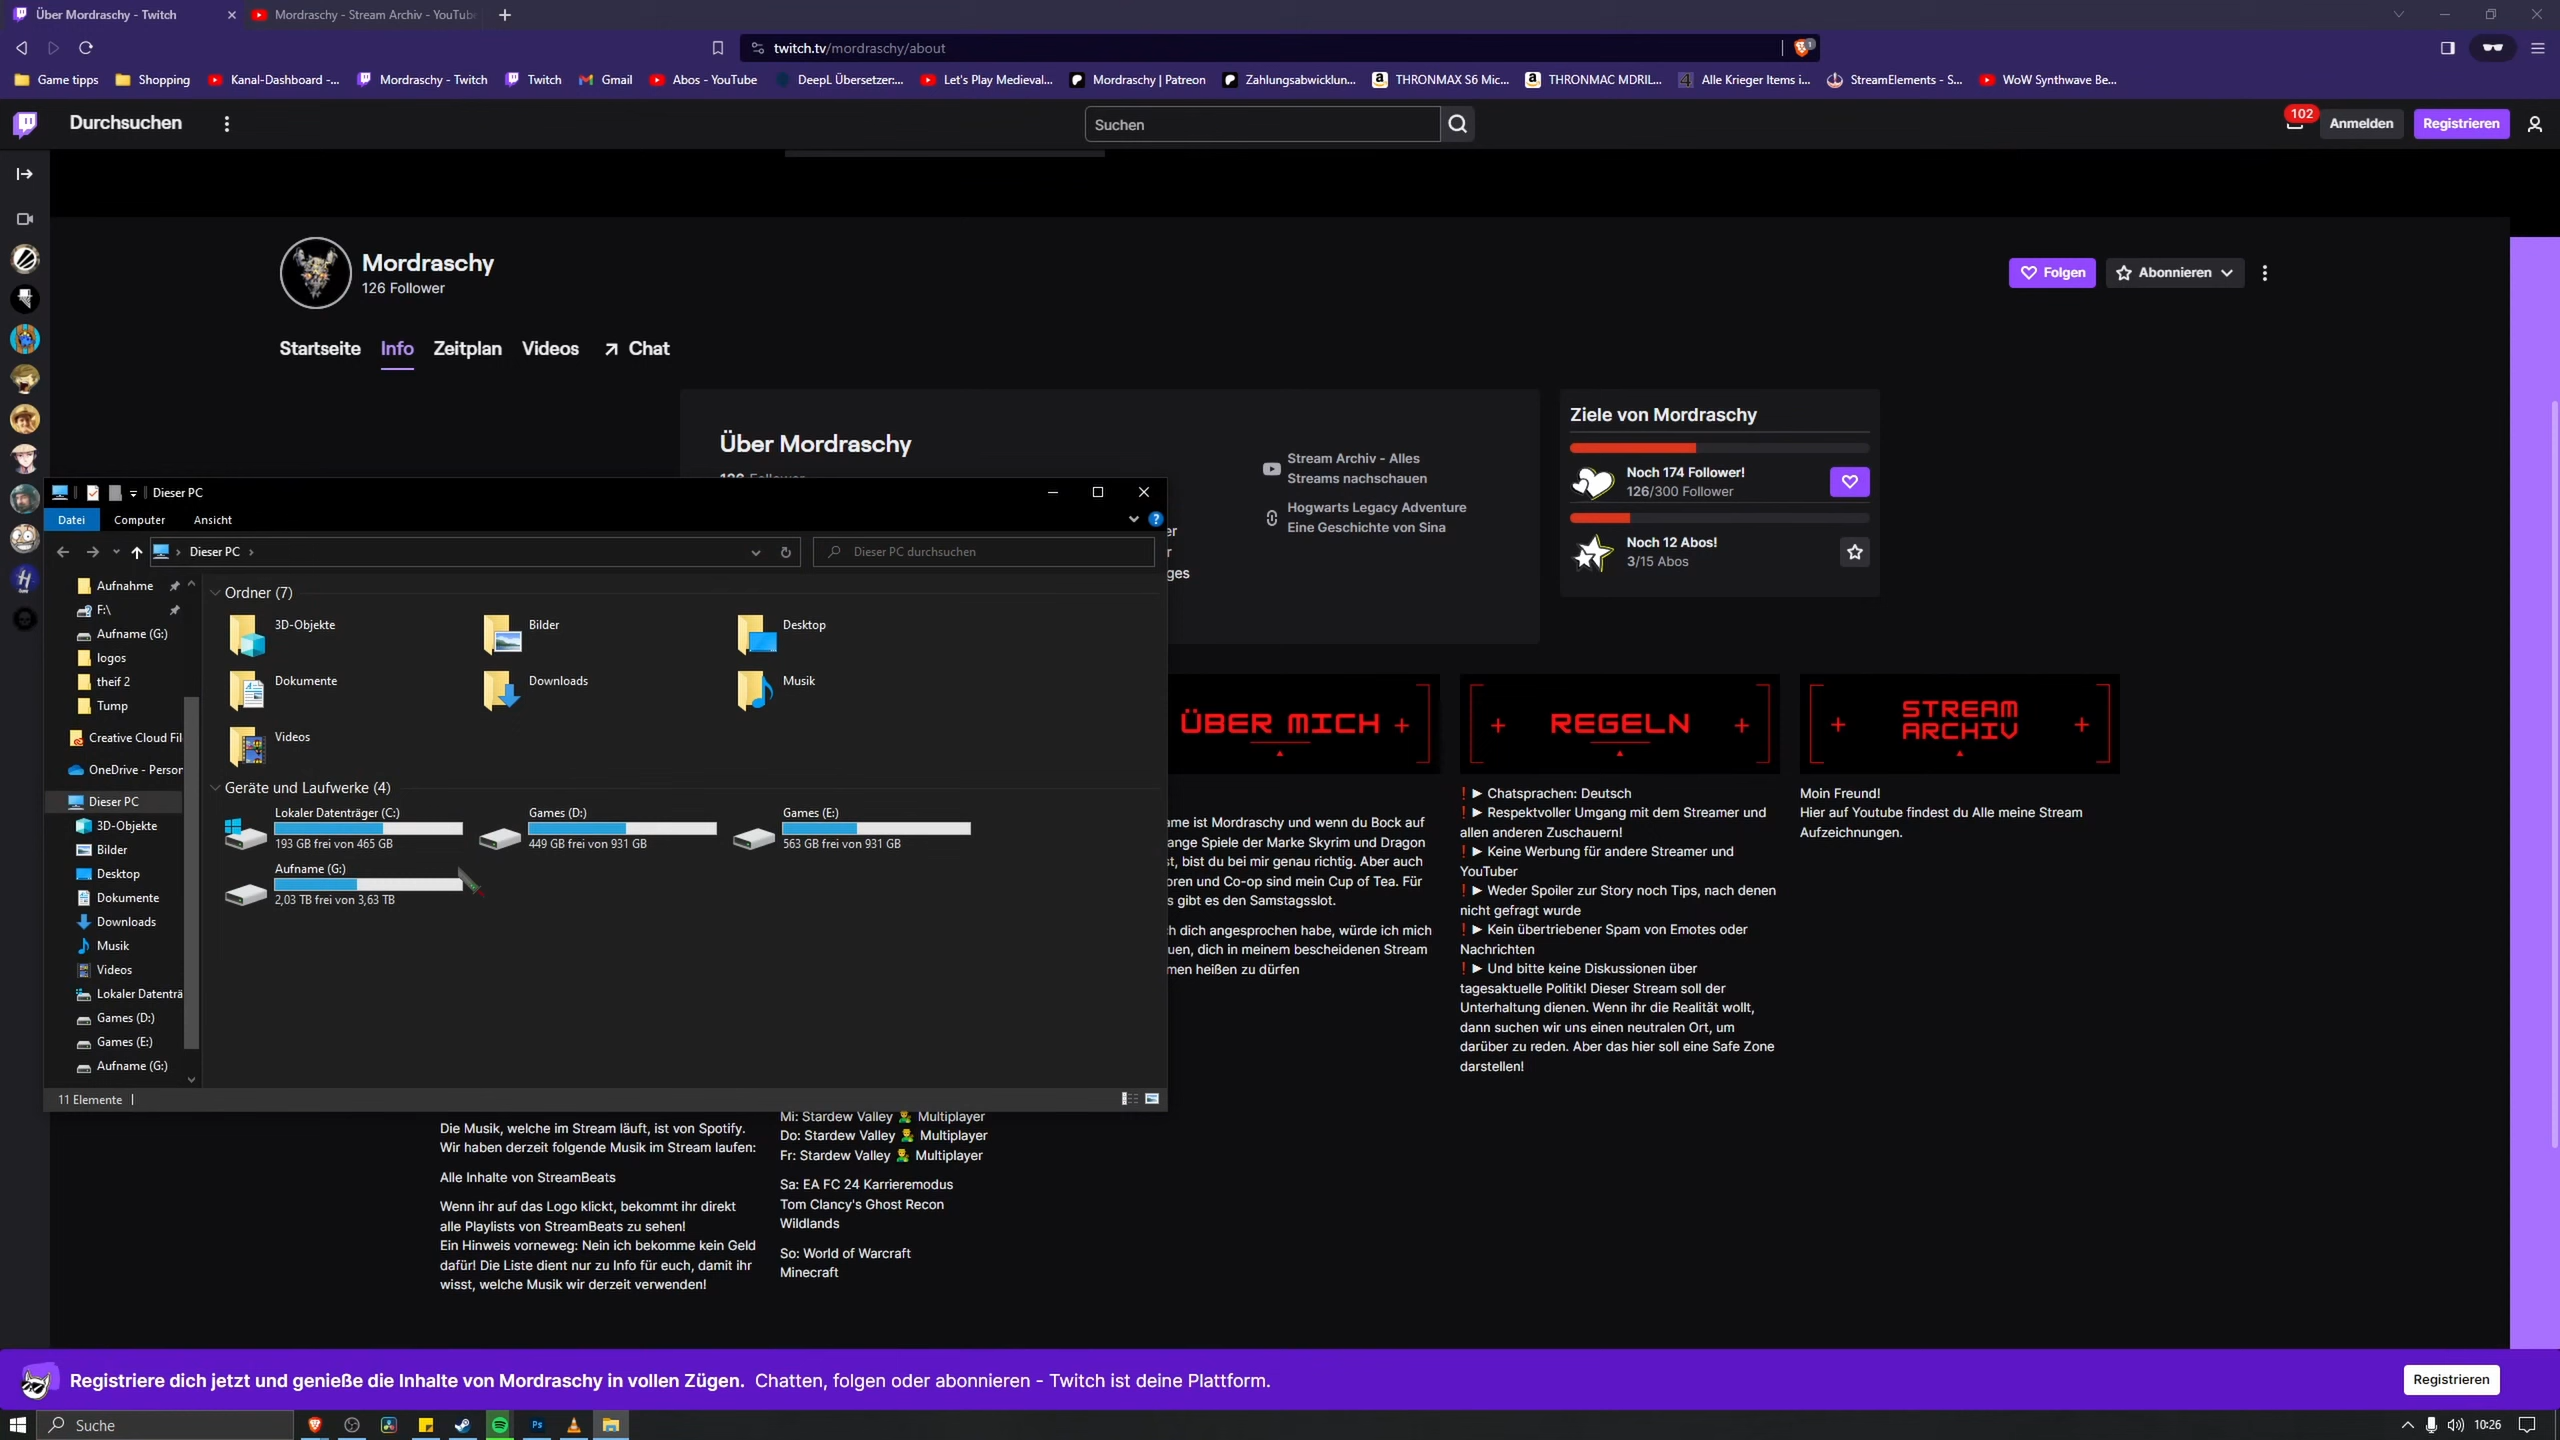 Über Mordraschy - Twitch
Mordraschy - Stream Archiv - YouTube
twitch.tv/mordraschy/about
1
Game tipps
Shopping
Kanal-Dashboard -...
Mordraschy - Twitch
Twitch
Gmail
Abos - YouTube
DeepL Übersetzer:...
Let's Play Medieval...
Mordraschy | Patreon
Zahlungsabwicklun...
THRONMAX S6 Mic...
THRONMAC MDRIL...
Alle Krieger Items i...
StreamElements - S...
WoW Synthwave Be...
Durchsuchen
Suchen
102
Anmelden
Registrieren
Mordraschy
126 Follower
Folgen
Abonnieren
Startseite
Info
Zeitplan
Videos
Chat
Über Mordraschy
Stream Archiv - Alles
Streams nachschauen
Hogwarts Legacy Adventure
Eine Geschichte von Sina
Ziele von Mordraschy
Noch 174 Follower!
126/300 Follower
Noch 12 Abos!
3/15 Abos
Dieser PC
Datei
Computer
Ansicht
Dieser PC
Dieser PC durchsuchen
Aufnahme
F:\
Aufname (G:)
logos
theif 2
Tump
Creative Cloud Fil
OneDrive - Person
Dieser PC
3D-Objekte
Bilder
Desktop
Dokumente
Downloads
Musik
Videos
Lokaler Datenträ
Games (D:)
Games (E:)
Aufname (G:)
Ordner (7)
3D-Objekte
Bilder
Desktop
Dokumente
Downloads
Musik
Videos
Geräte und Laufwerke (4)
Lokaler Datenträger (C:)
193 GB frei von 465 GB
Games (D:)
449 GB frei von 931 GB
Games (E:)
563 GB frei von 931 GB
Aufname (G:)
2,03 TB frei von 3,63 TB
11 Elemente
er
r
ges
ÜBER MICH
ame ist Mordraschy und wenn du Bock auf
ange Spiele der Marke Skyrim und Dragon
st, bist du bei mir genau richtig. Aber auch
oren und Co-op sind mein Cup of Tea. Für
s gibt es den Samstagsslot.
h dich angesprochen habe, würde ich mich
uen, dich in meinem bescheidenen Stream
men heißen zu dürfen
REGELN
❗► Chatsprachen: Deutsch
❗► Respektvoller Umgang mit dem Streamer und
allen anderen Zuschauern!
❗► Keine Werbung für andere Streamer und
YouTuber
❗► Weder Spoiler zur Story noch Tips, nach denen
nicht gefragt wurde
❗► Kein übertriebener Spam von Emotes oder
Nachrichten
❗► Und bitte keine Diskussionen über
tagesaktuelle Politik! Dieser Stream soll der
Unterhaltung dienen. Wenn ihr die Realität wollt,
dann suchen wir uns einen neutralen Ort, um
darüber zu reden. Aber das hier soll eine Safe Zone
darstellen!
STREAM
ARCHIV
Moin Freund!
Hier auf Youtube findest du Alle meine Stream
Aufzeichnungen.
Die Musik, welche im Stream läuft, ist von Spotify.
Wir haben derzeit folgende Musik im Stream laufen:
Alle Inhalte von StreamBeats
Wenn ihr auf das Logo klickt, bekommt ihr direkt
alle Playlists von StreamBeats zu sehen!
Ein Hinweis vorneweg: Nein ich bekomme kein Geld
dafür! Die Liste dient nur zu Info für euch, damit ihr
wisst, welche Musik wir derzeit verwenden!
Mi: Stardew Valley Multiplayer
Do: Stardew Valley Multiplayer
Fr: Stardew Valley Multiplayer
Sa: EA FC 24 Karrieremodus
Tom Clancy's Ghost Recon
Wildlands
So: World of Warcraft
Minecraft
Registriere dich jetzt und genieße die Inhalte von Mordraschy in vollen Zügen. Chatten, folgen oder abonnieren - Twitch ist deine Plattform.
Registrieren
Suche
Ps
10:26